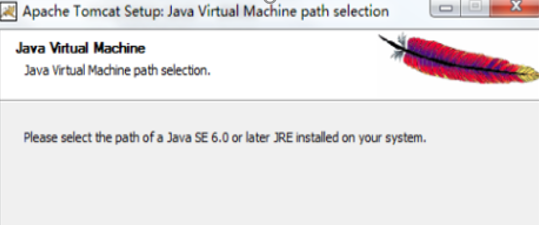 Apache Tomcat Setup: Java Virtual Machine path selection
Java Virtual Machine
Java Virtual Machine path selection.
Please select the path of a Java SE 6.0 or later JRE installed on your system.